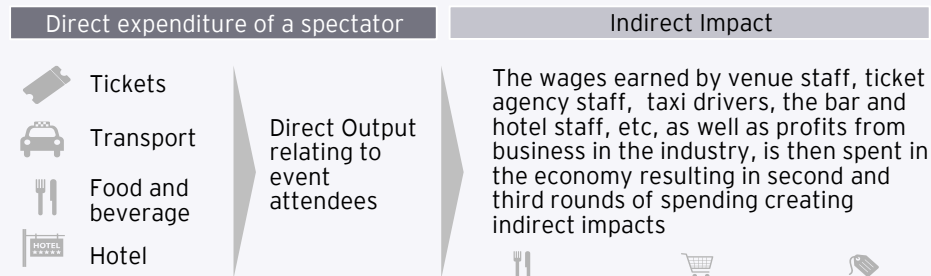 Direct expenditure of a spectator
Indirect Impact
Tickets
Transport
Food and
beverage
HOTEL
Hotel
Direct Output
relating to
event
attendees
The wages earned by venue staff, ticket
agency staff, taxi drivers, the bar and
hotel staff, etc, as well as profits from
business in the industry, is then spent in
the economy resulting in second and
third rounds of spending creating
indirect impacts